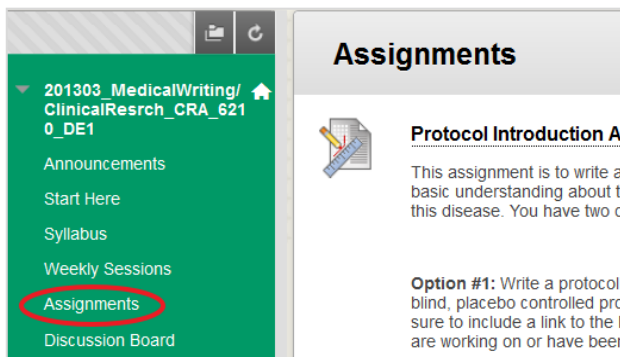 201303_MedicalWriting/
ClinicalResrch_CRA_621
0_DE1
Announcements
Start Here
Syllabus
Weekly Sessions
Assignments
Discussion Board
Assignments
Protocol Introduction A
This assignment is to write a
basic understanding about t
this disease. You have two
Option #1: Write a protocol
blind, placebo controlled pro
sure to include a link to the
are working on or have been